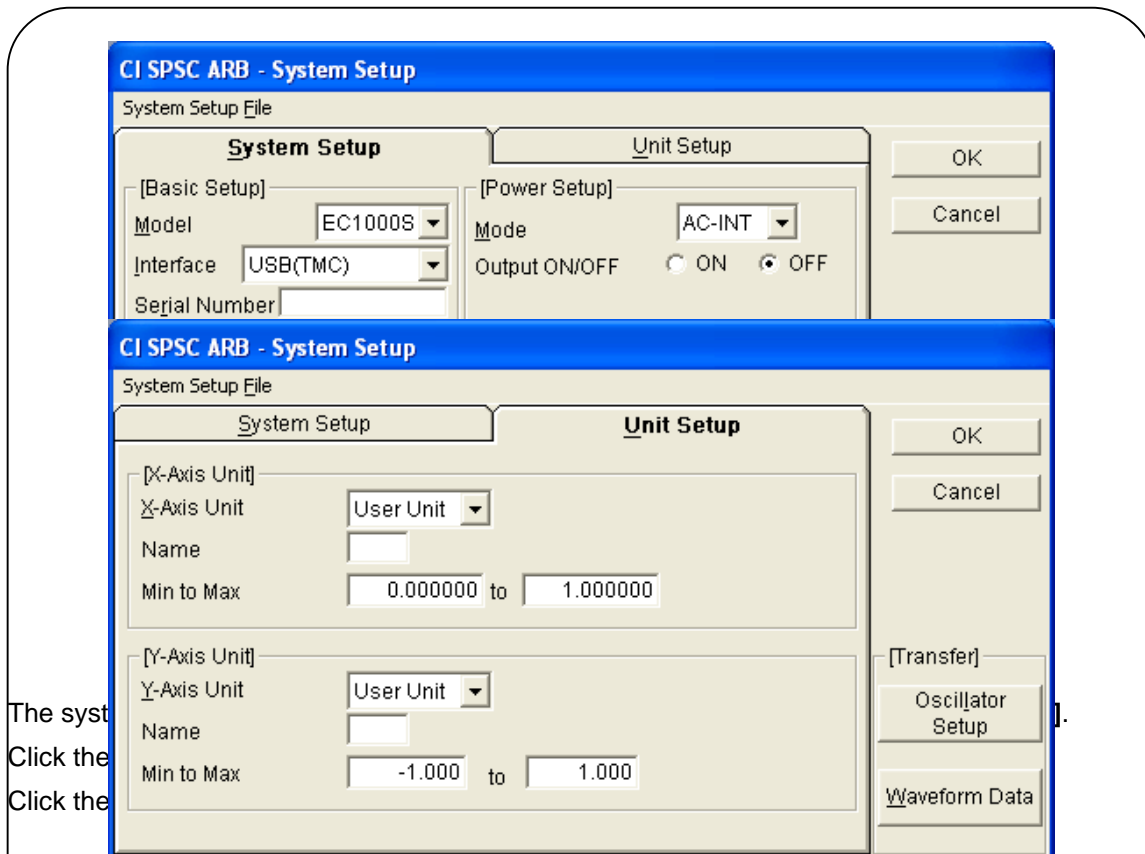 CI SPSC ARB - System Setup
System Setup File
System Setup Unit Setup
OK
Cancel
[Basic Setup]
Model EC1000S
Interface USB(TMC)
Serial Number
[Power Setup]
Mode AC-INT
Output ON/OFF ON OFF
CI SPSC ARB - System Setup
System Setup File
System Setup Unit Setup
OK
Cancel
[X-Axis Unit]
X-Axis Unit User Unit
Name
Min to Max 0.000000 to 1.000000
[Y-Axis Unit]
Y-Axis Unit User Unit
Name
Min to Max -1.000 to 1.000
[Transfer]
Oscillator
Setup
Waveform Data
The ].
Click the
Click the